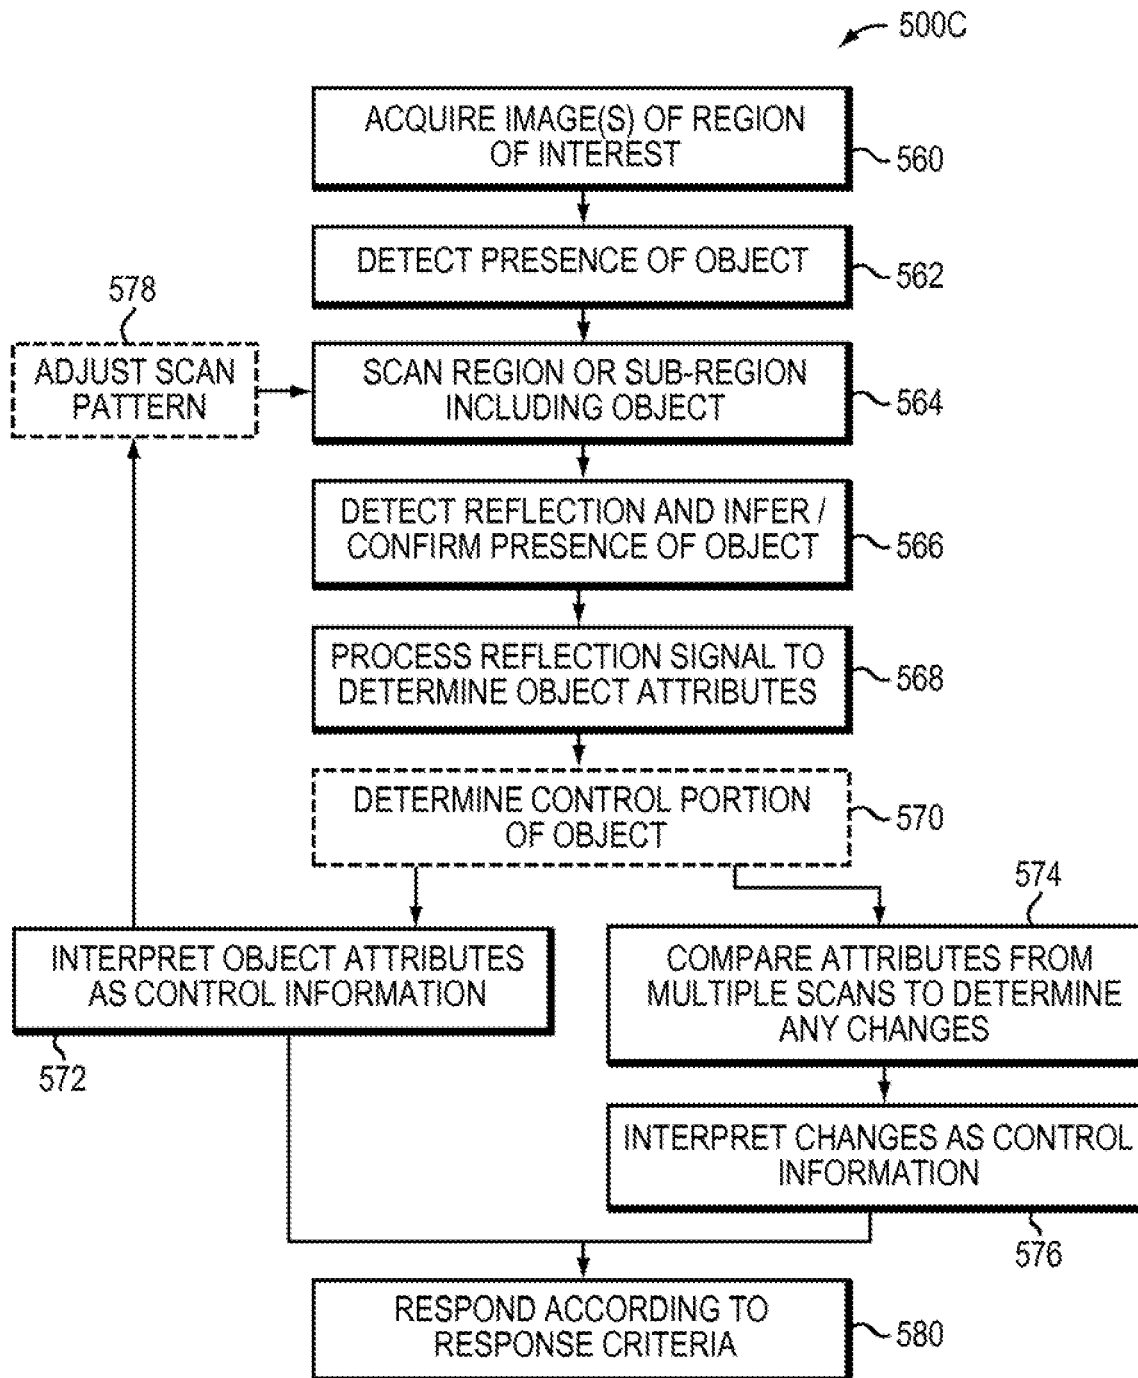 500C
ACQUIRE IMAGE(S) OF REGION
OF INTEREST
560
DETECT PRESENCE OF OBJECT
562
578
ADJUST SCAN
PATTERN
SCAN REGION OR SUB-REGION
INCLUDING OBJECT
564
DETECT REFLECTION AND INFER /
CONFIRM PRESENCE OF OBJECT
566
PROCESS REFLECTION SIGNAL TO
DETERMINE OBJECT ATTRIBUTES
568
DETERMINE CONTROL PORTION
OF OBJECT
570
INTERPRET OBJECT ATTRIBUTES
AS CONTROL INFORMATION
572
574
COMPARE ATTRIBUTES FROM
MULTIPLE SCANS TO DETERMINE
ANY CHANGES
INTERPRET CHANGES AS CONTROL
INFORMATION
576
RESPOND ACCORDING TO
RESPONSE CRITERIA
580